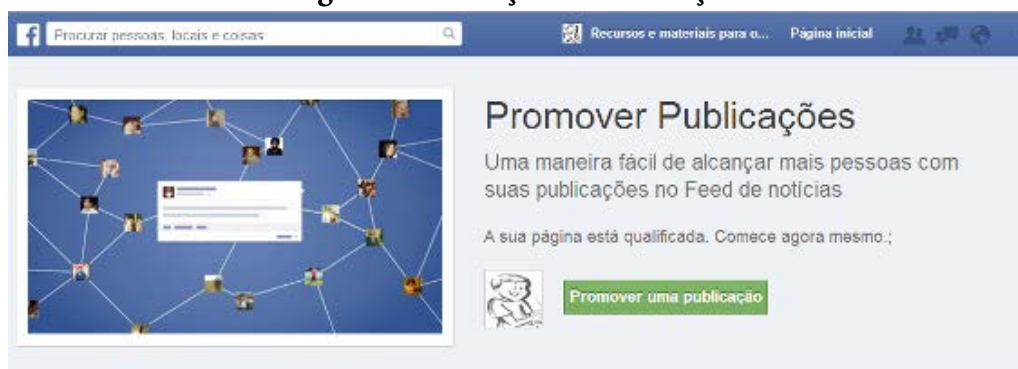 f
Procurar pessoas, locais e coisas
Recursos e materiais para o...
Página inicial
Promover Publicações
Uma maneira fácil de alcançar mais pessoas com
suas publicações no Feed de notícias
A sua página está qualificada. Comece agora mesmo.;
Promover uma publicação